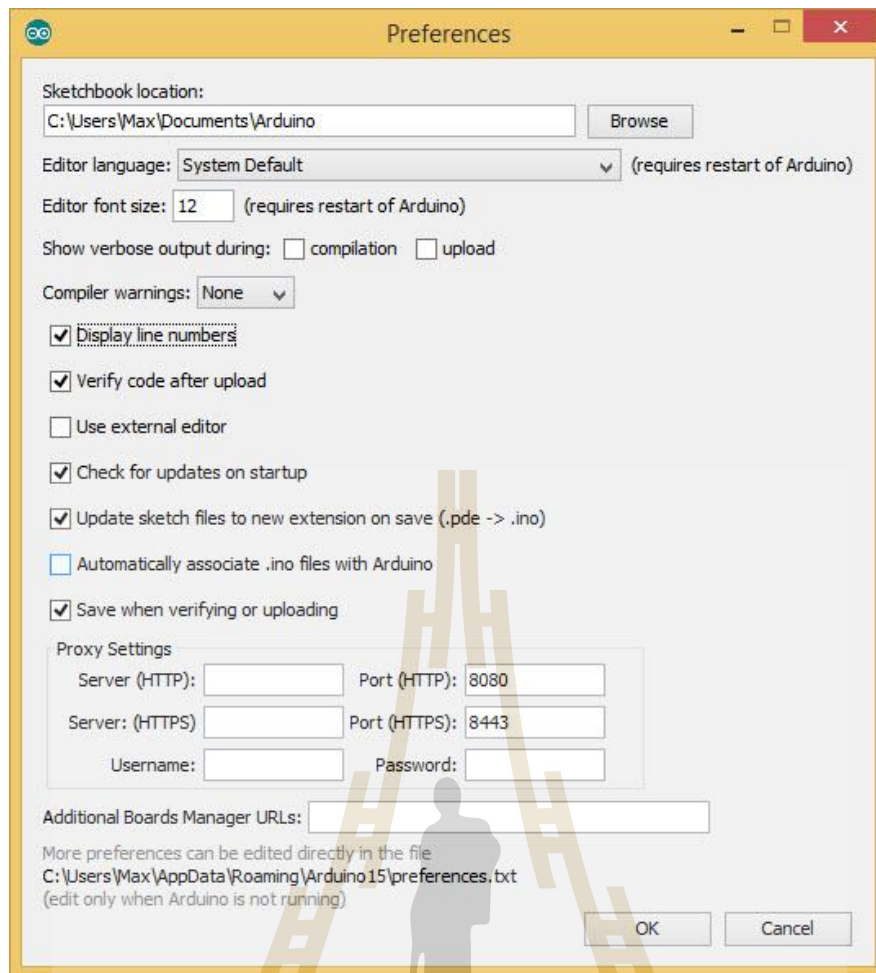 Preferences
Sketchbook location:
C:\Users\Max\Documents\Arduino Browse
Editor language: System Default (requires restart of Arduino)
Editor font size: 12 (requires restart of Arduino)
Show verbose output during: compilation upload
Compiler warnings: None
Display line numbers
Verify code after upload
Use external editor
Check for updates on startup
Update sketch files to new extension on save (.pde -> .ino)
Automatically associate .ino files with Arduino
Save when verifying or uploading
Proxy Settings
Server (HTTP): Port (HTTP): 8080
Server: (HTTPS) Port (HTTPS): 8443
Username: Password:
Additional Boards Manager URLs:
More preferences can be edited directly in the file
C:\Users\Max\AppData\Roaming\Arduino15\preferences.txt
(edit only when Arduino is not running)
OK Cancel